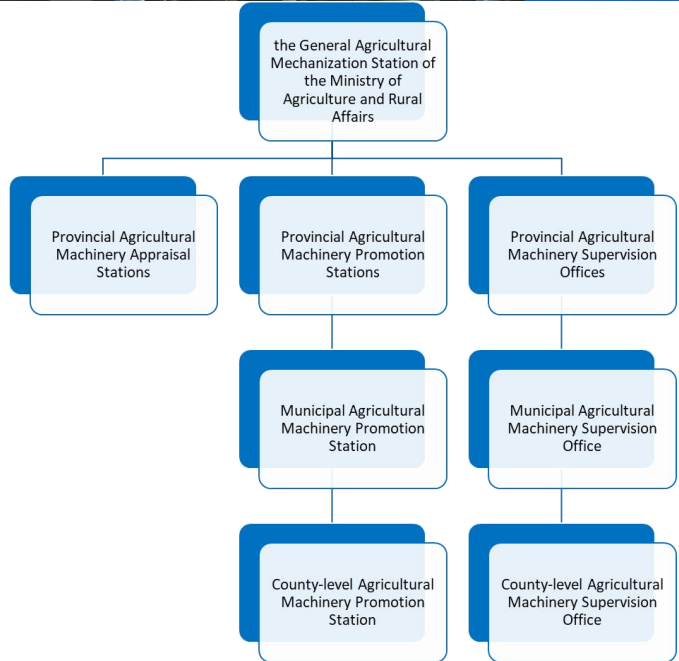 the General Agricultural
Mechanization Station of
the Ministry of
Agriculture and Rural
Affairs
Provincial Agricultural
Machinery Appraisal
Stations
Provincial Agricultural
Machinery Promotion
Stations
Provincial Agricultural
Machinery Supervision
Offices
Municipal Agricultural
Machinery Promotion
Station
Municipal Agricultural
Machinery Supervision
Office
County-level Agricultural
Machinery Promotion
Station
County-level Agricultural
Machinery Supervision
Office